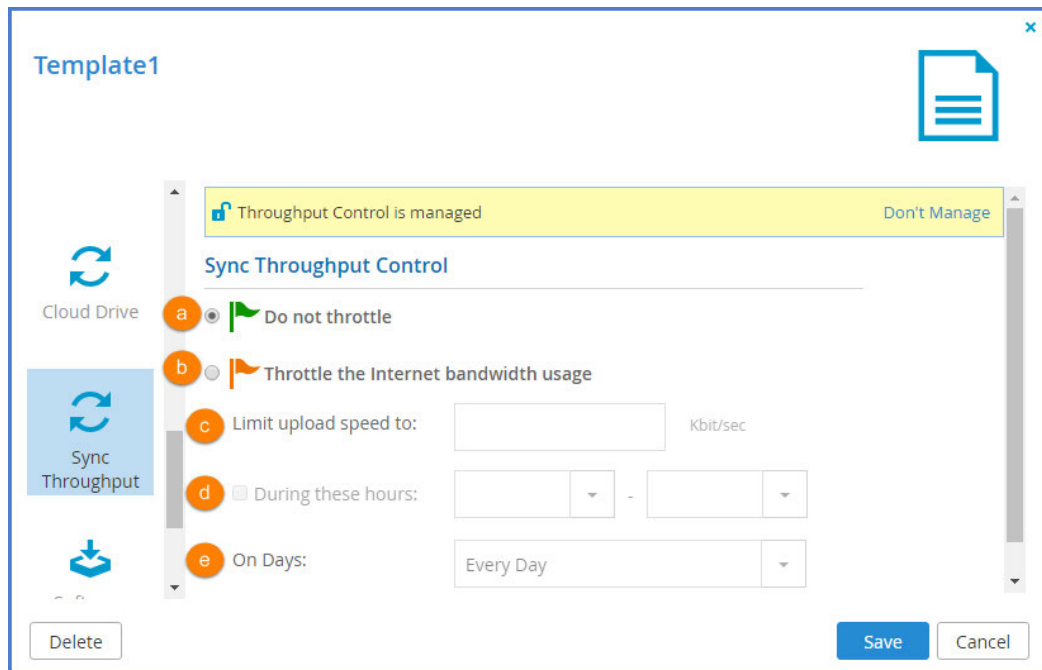 ×
Template1
Throughput Control is managed
Don't Manage
Sync Throughput Control
Cloud Drive
a
Do not throttle
b
Throttle the Internet bandwidth usage
c
Limit upload speed to:
Kbit/sec
Sync
Throughput
d
During these hours:
-
e
On Days:
Every Day
Delete
Save
Cancel